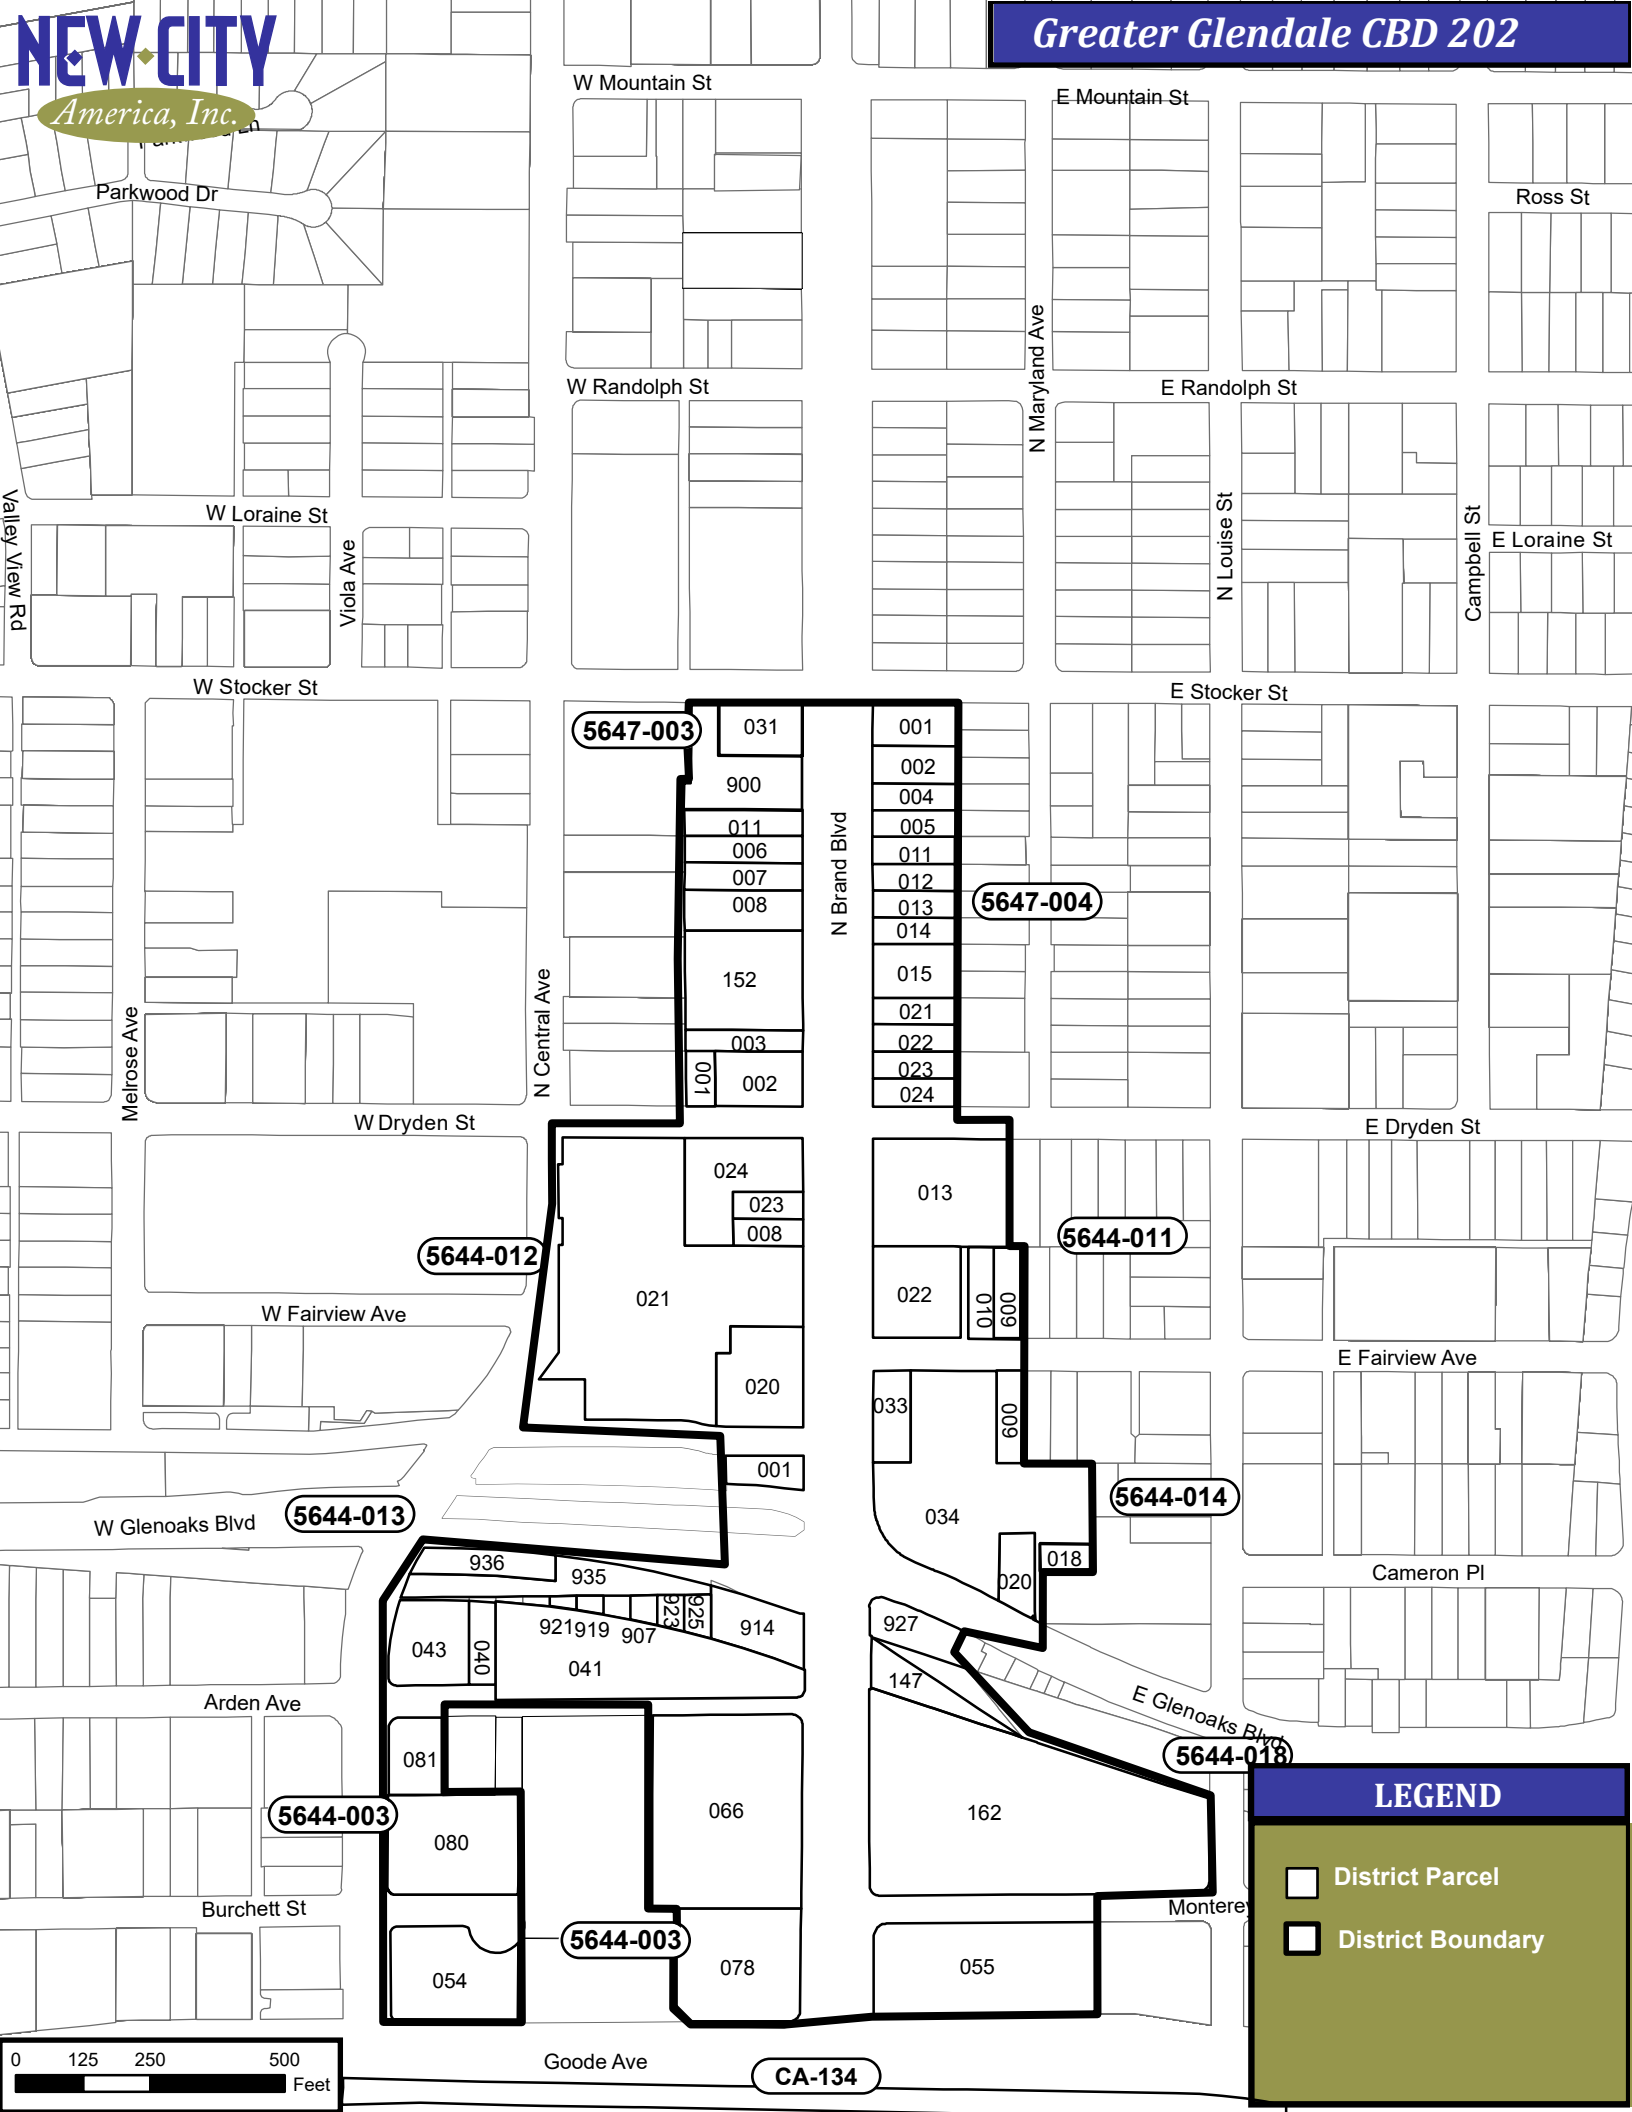 NEW CITY
America, Inc.
Greater Glendale CBD 202
W Mountain St
E Mountain St
Parkwood Dr
Ross St
N Maryland Ave
W Randolph St
E Randolph St
Valley View Rd
W Loraine St
Viola Ave
N Louise St
Campbell St
E Loraine St
W Stocker St
E Stocker St
5647-003
031
001
002
900
004
011
005
006
011
007
012
008
013
014
N Brand Blvd
5647-004
152
015
021
003
022
001
002
023
024
Melrose Ave
N Central Ave
W Dryden St
E Dryden St
024
013
023
008
5644-012
5644-011
021
022
010
009
W Fairview Ave
E Fairview Ave
020
033
009
001
5644-013
5644-014
W Glenoaks Blvd
034
936
935
018
020
Cameron Pl
921
919
907
923
925
914
927
043
040
041
147
Arden Ave
E Glenoaks Blvd
5644-018
081
066
162
5644-003
080
Burchett St
Monterey
5644-003
054
078
055
LEGEND
District Parcel
District Boundary
0 125 250 500
Feet
Goode Ave
CA-134